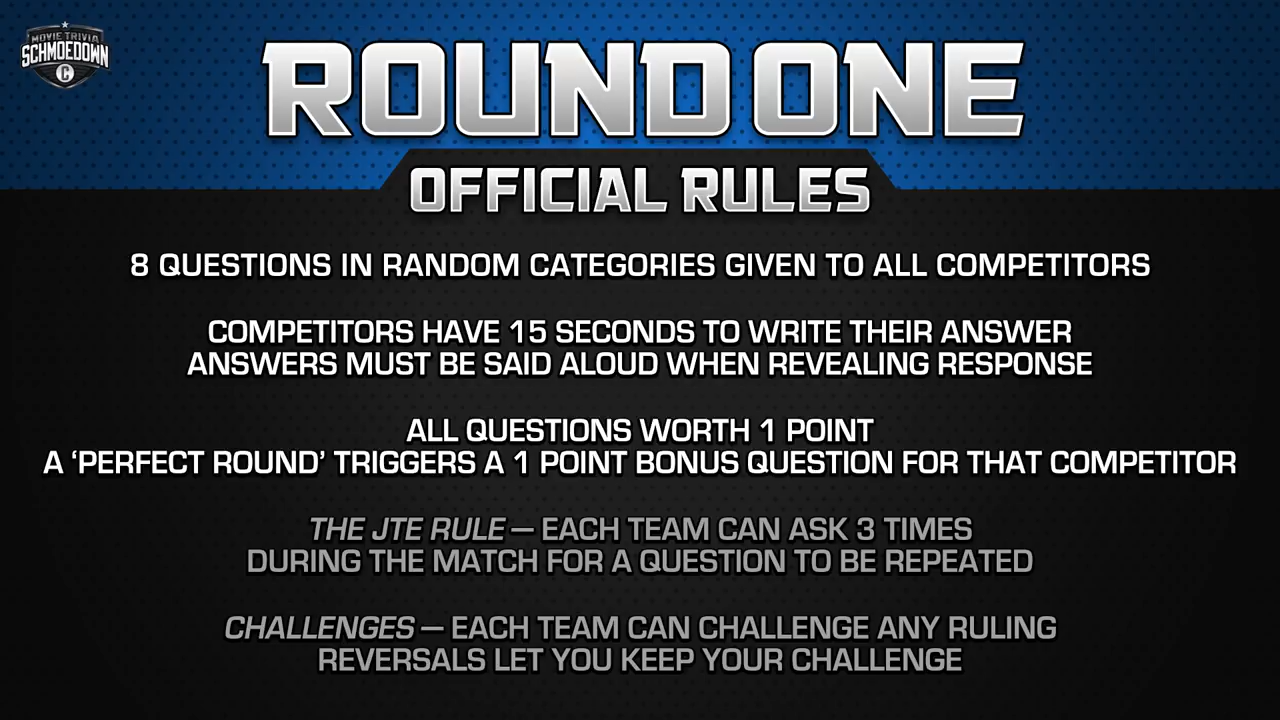 MOVIE TRIVIA
SCHMOEDOWN
C
ROUND ONE
OFFICIAL RULES
8 QUESTIONS IN RANDOM CATEGORIES GIVEN TO ALL COMPETITORS
COMPETITORS HAVE 15 SECONDS TO WRITE THEIR ANSWER
ANSWERS MUST BE SAID ALOUD WHEN REVEALING RESPONSE
ALL QUESTIONS WORTH 1 POINT
A ‘PERFECT ROUND’ TRIGGERS A 1 POINT BONUS QUESTION FOR THAT COMPETITOR
THE JTE RULE – EACH TEAM CAN ASK 3 TIMES
DURING THE MATCH FOR A QUESTION TO BE REPEATED
CHALLENGES – EACH TEAM CAN CHALLENGE ANY RULING
REVERSALS LET YOU KEEP YOUR CHALLENGE